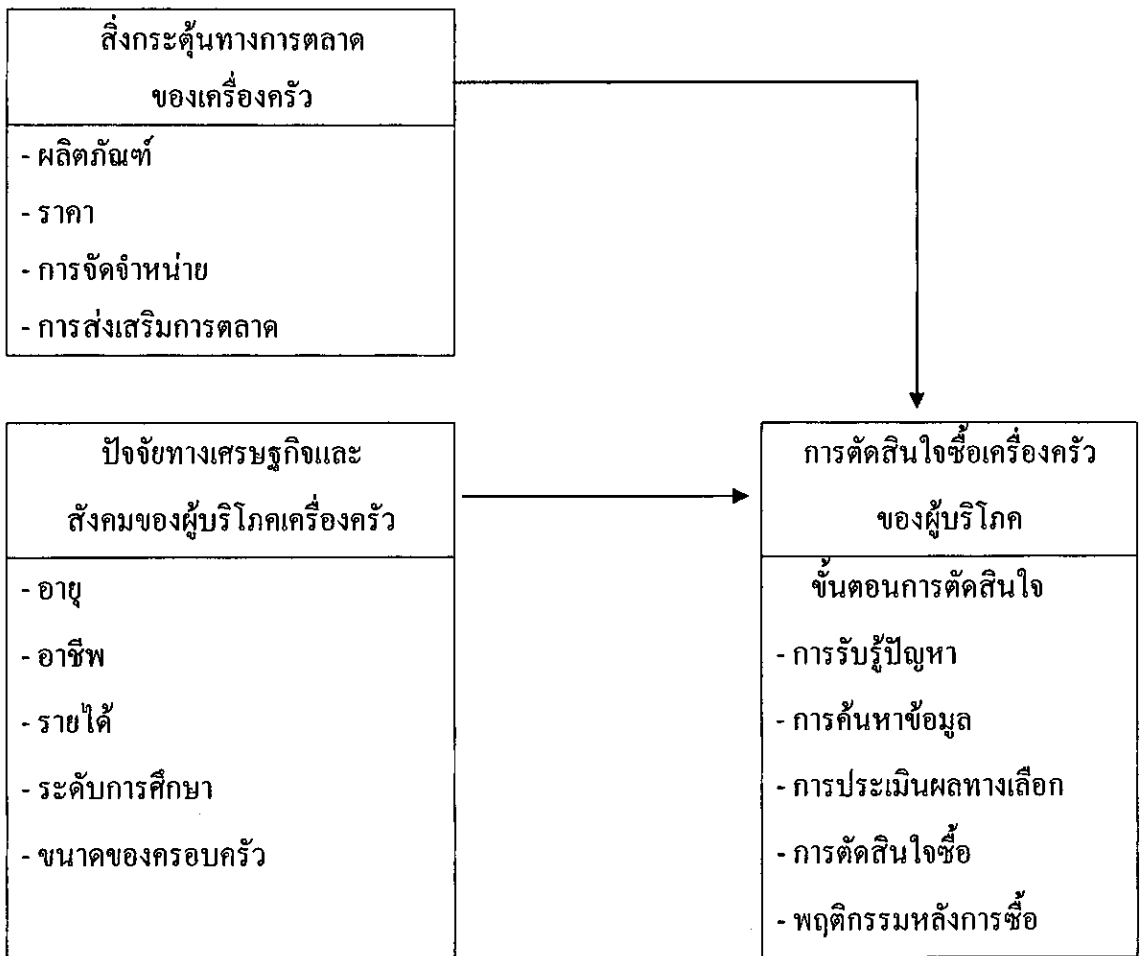 สิ่งกระตุ้นทางการตลาด
ของเครื่องครัว
- ผลิตภัณฑ์
- ราคา
- การจัดจำหน่าย
- การส่งเสริมการตลาด
ปัจจัยทางเศรษฐกิจและ
สังคมของผู้บริโภคเครื่องครัว
- อายุ
- อาชีพ
- รายได้
- ระดับการศึกษา
- ขนาดของครอบครัว
การตัดสินใจซื้อเครื่องครัว
ของผู้บริโภค
ขั้นตอนการตัดสินใจ
- การรับรู้ปัญหา
- การค้นหาข้อมูล
- การประเมินผลทางเลือก
- การตัดสินใจซื้อ
- พฤติกรรมหลังการซื้อ